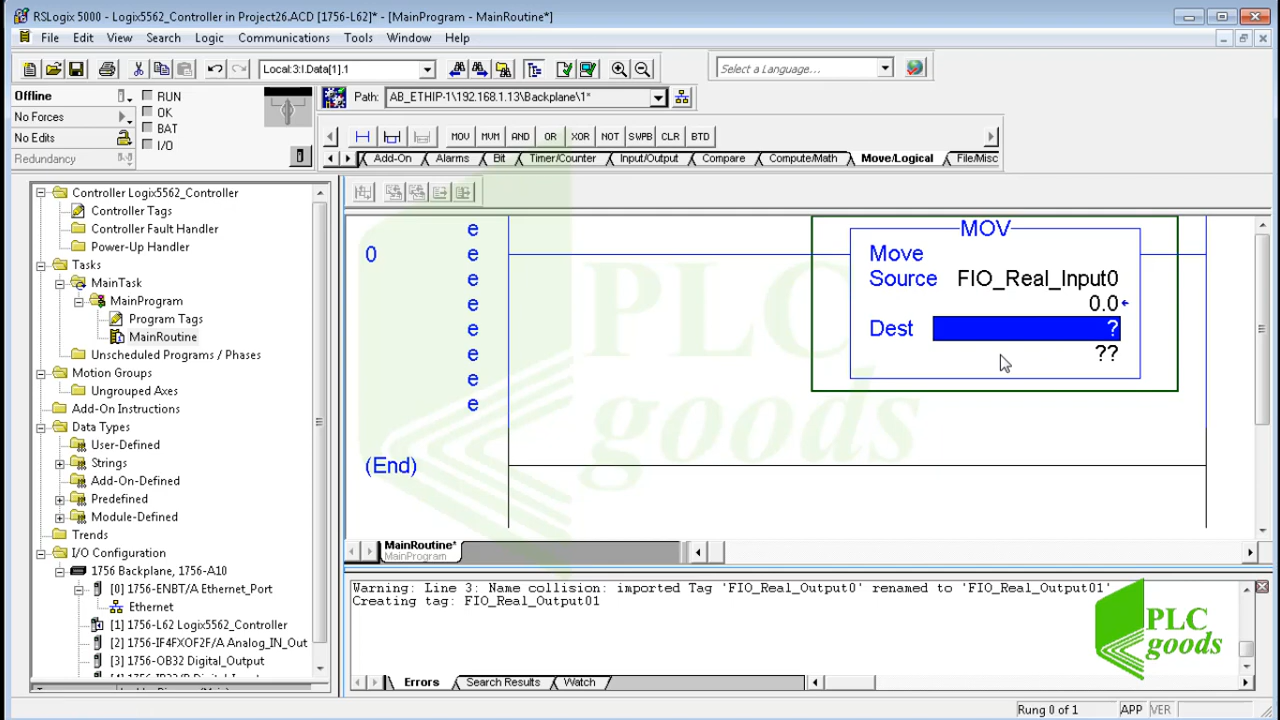 RSLogix 5000 - Logix5562_Controller in Project26.ACD [1756-L62]* - [MainProgram - MainRoutine*]
File Edit View Search Logic Communications Tools Window Help
Local:3:I.Data[1].1
Select a Language...
Offline
RUN
No Forces
OK
No Edits
BAT
Redundancy
I/O
Path: AB_ETHIP-1\192.168.1.13\Backplane\1*
MOV MVM AND OR XOR NOT SWPB CLR BTD
Add-On Alarms Bit Timer/Counter Input/Output Compare Compute/Math Move/Logical File/Misc
Controller Logix5562_Controller
Controller Tags
Controller Fault Handler
Power-Up Handler
Tasks
MainTask
MainProgram
Program Tags
MainRoutine
Unscheduled Programs / Phases
Motion Groups
Ungrouped Axes
Add-On Instructions
Data Types
User-Defined
Strings
Add-On-Defined
Predefined
Module-Defined
Trends
I/O Configuration
1756 Backplane, 1756-A10
[0] 1756-ENBT/A Ethernet_Port
Ethernet
[1] 1756-L62 Logix5562_Controller
[2] 1756-IF4FXOF2F/A Analog_IN_Out
[3] 1756-OB32 Digital_Output
e
0 e
e
e
e
e
e
e
(End)
MOV
Move
Source FIO_Real_Input0
0.0
Dest ?
??
PLC
goods
MainRoutine*
MainProgram
Warning: Line 3: Name collision: imported Tag 'FIO_Real_Output0' renamed to 'FIO_Real_Output01'
Creating tag: FIO_Real_Output01
PLC
goods
Errors Search Results Watch
Rung 0 of 1 APP VER